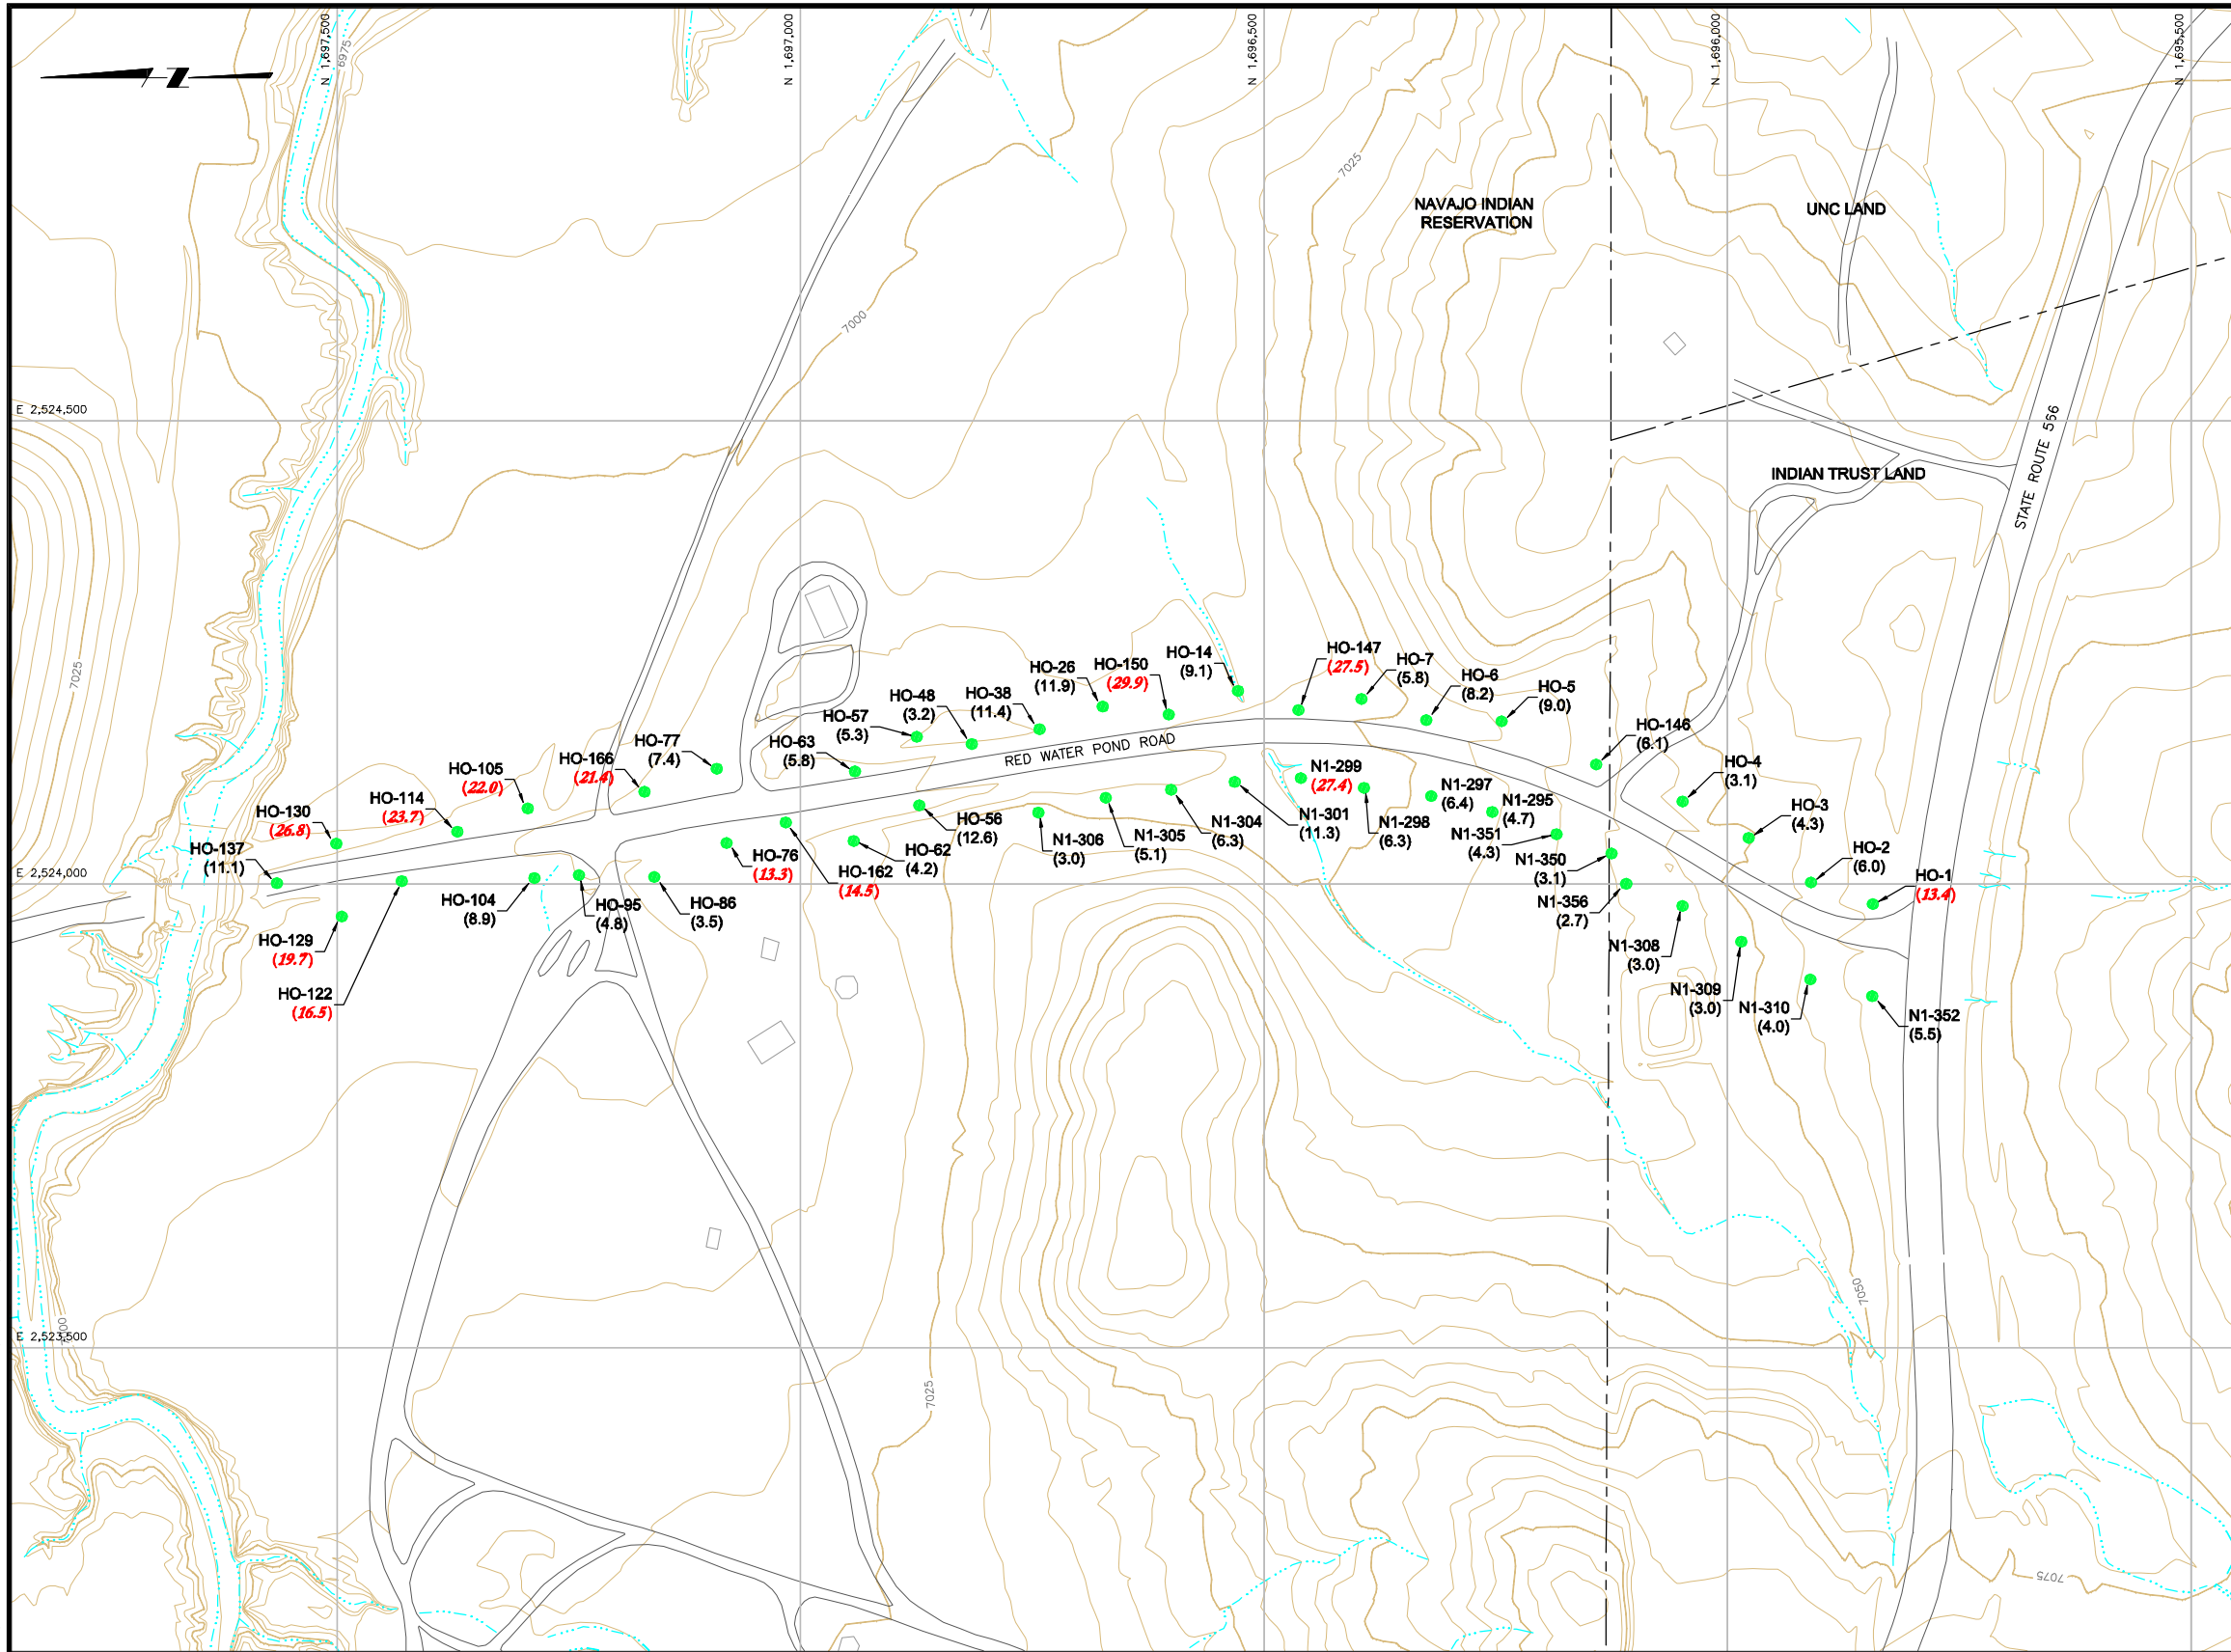 N 1,697,500
N 1,697,000
N 1,696,500
N 1,696,000
N 1,695,500
6975
N
7025
NAVAJO INDIAN
RESERVATION
UNC LAND
7000
E 2,524,500
INDIAN TRUST LAND
STATE ROUTE 566
7025
HO-147
(27.5)
HO-14
(9.1)
HO-7
(5.8)
HO-26
(11.9)
HO-150
(29.9)
HO-6
(8.2)
HO-5
(9.0)
HO-48
(3.2)
HO-38
(11.4)
HO-57
(5.3)
HO-146
(6.1)
HO-77
(7.4)
HO-63
(5.8)
RED WATER POND ROAD
HO-166
(21.4)
HO-105
(22.0)
HO-4
(3.1)
N1-299
(27.4)
HO-114
(23.7)
HO-130
(26.8)
N1-297
(6.4)
HO-3
(4.3)
N1-295
(4.7)
HO-56
(12.6)
N1-301
(11.3)
N1-304
(6.3)
N1-298
(6.3)
N1-351
(4.3)
N1-306
(3.0)
N1-305
(5.1)
HO-137
(11.1)
HO-76
(13.3)
HO-62
(4.2)
HO-2
(6.0)
N1-350
(3.1)
E 2,524,000
HO-162
(14.5)
HO-1
(13.4)
HO-104
(8.9)
HO-95
(4.8)
HO-86
(3.5)
N1-356
(2.7)
HO-129
(19.7)
N1-308
(3.0)
HO-122
(16.5)
N1-309
(3.0)
N1-310
(4.0)
N1-352
(5.5)
7050
7000
E 2,523,500
7025
7075